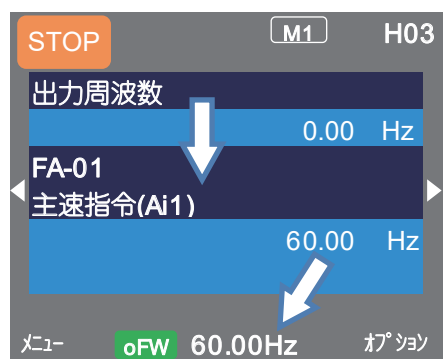 STOP M1 H03
出力周波数
0.00 Hz
FA-01
主速指令(Ai1)
60.00 Hz
ﾒﾆｭｰ oFW 60.00Hz ｵﾌﾟｼｮﾝ